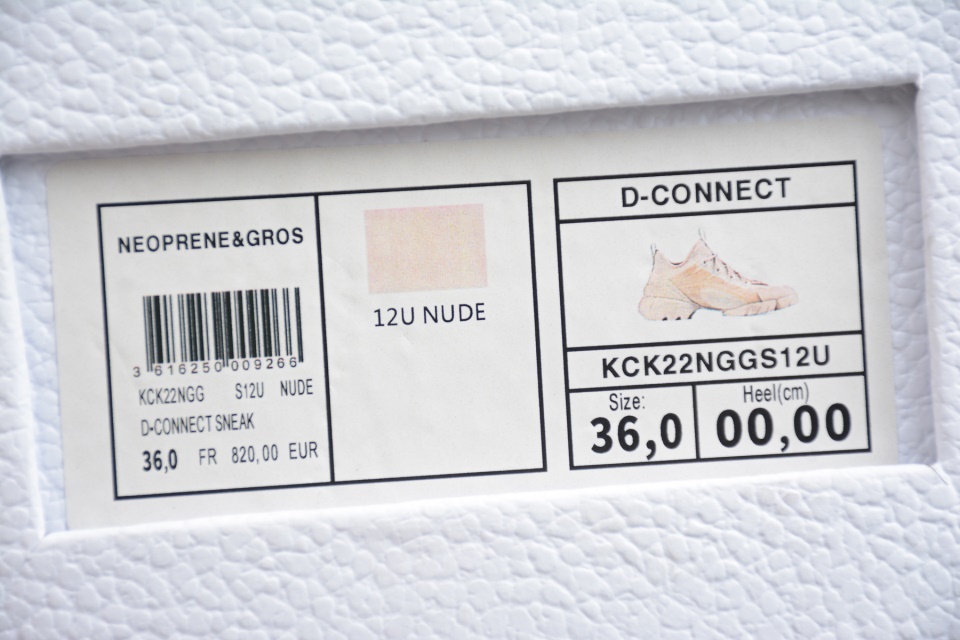 NEOPRENE&GROS
3 616250 009266
KCK22NGG S12U NUDE
D-CONNECT SNEAK
36,0 FR 820,00 EUR
12U NUDE
D-CONNECT
KCK22NGGS12U
Size:
36,0
Heel(cm)
00,00